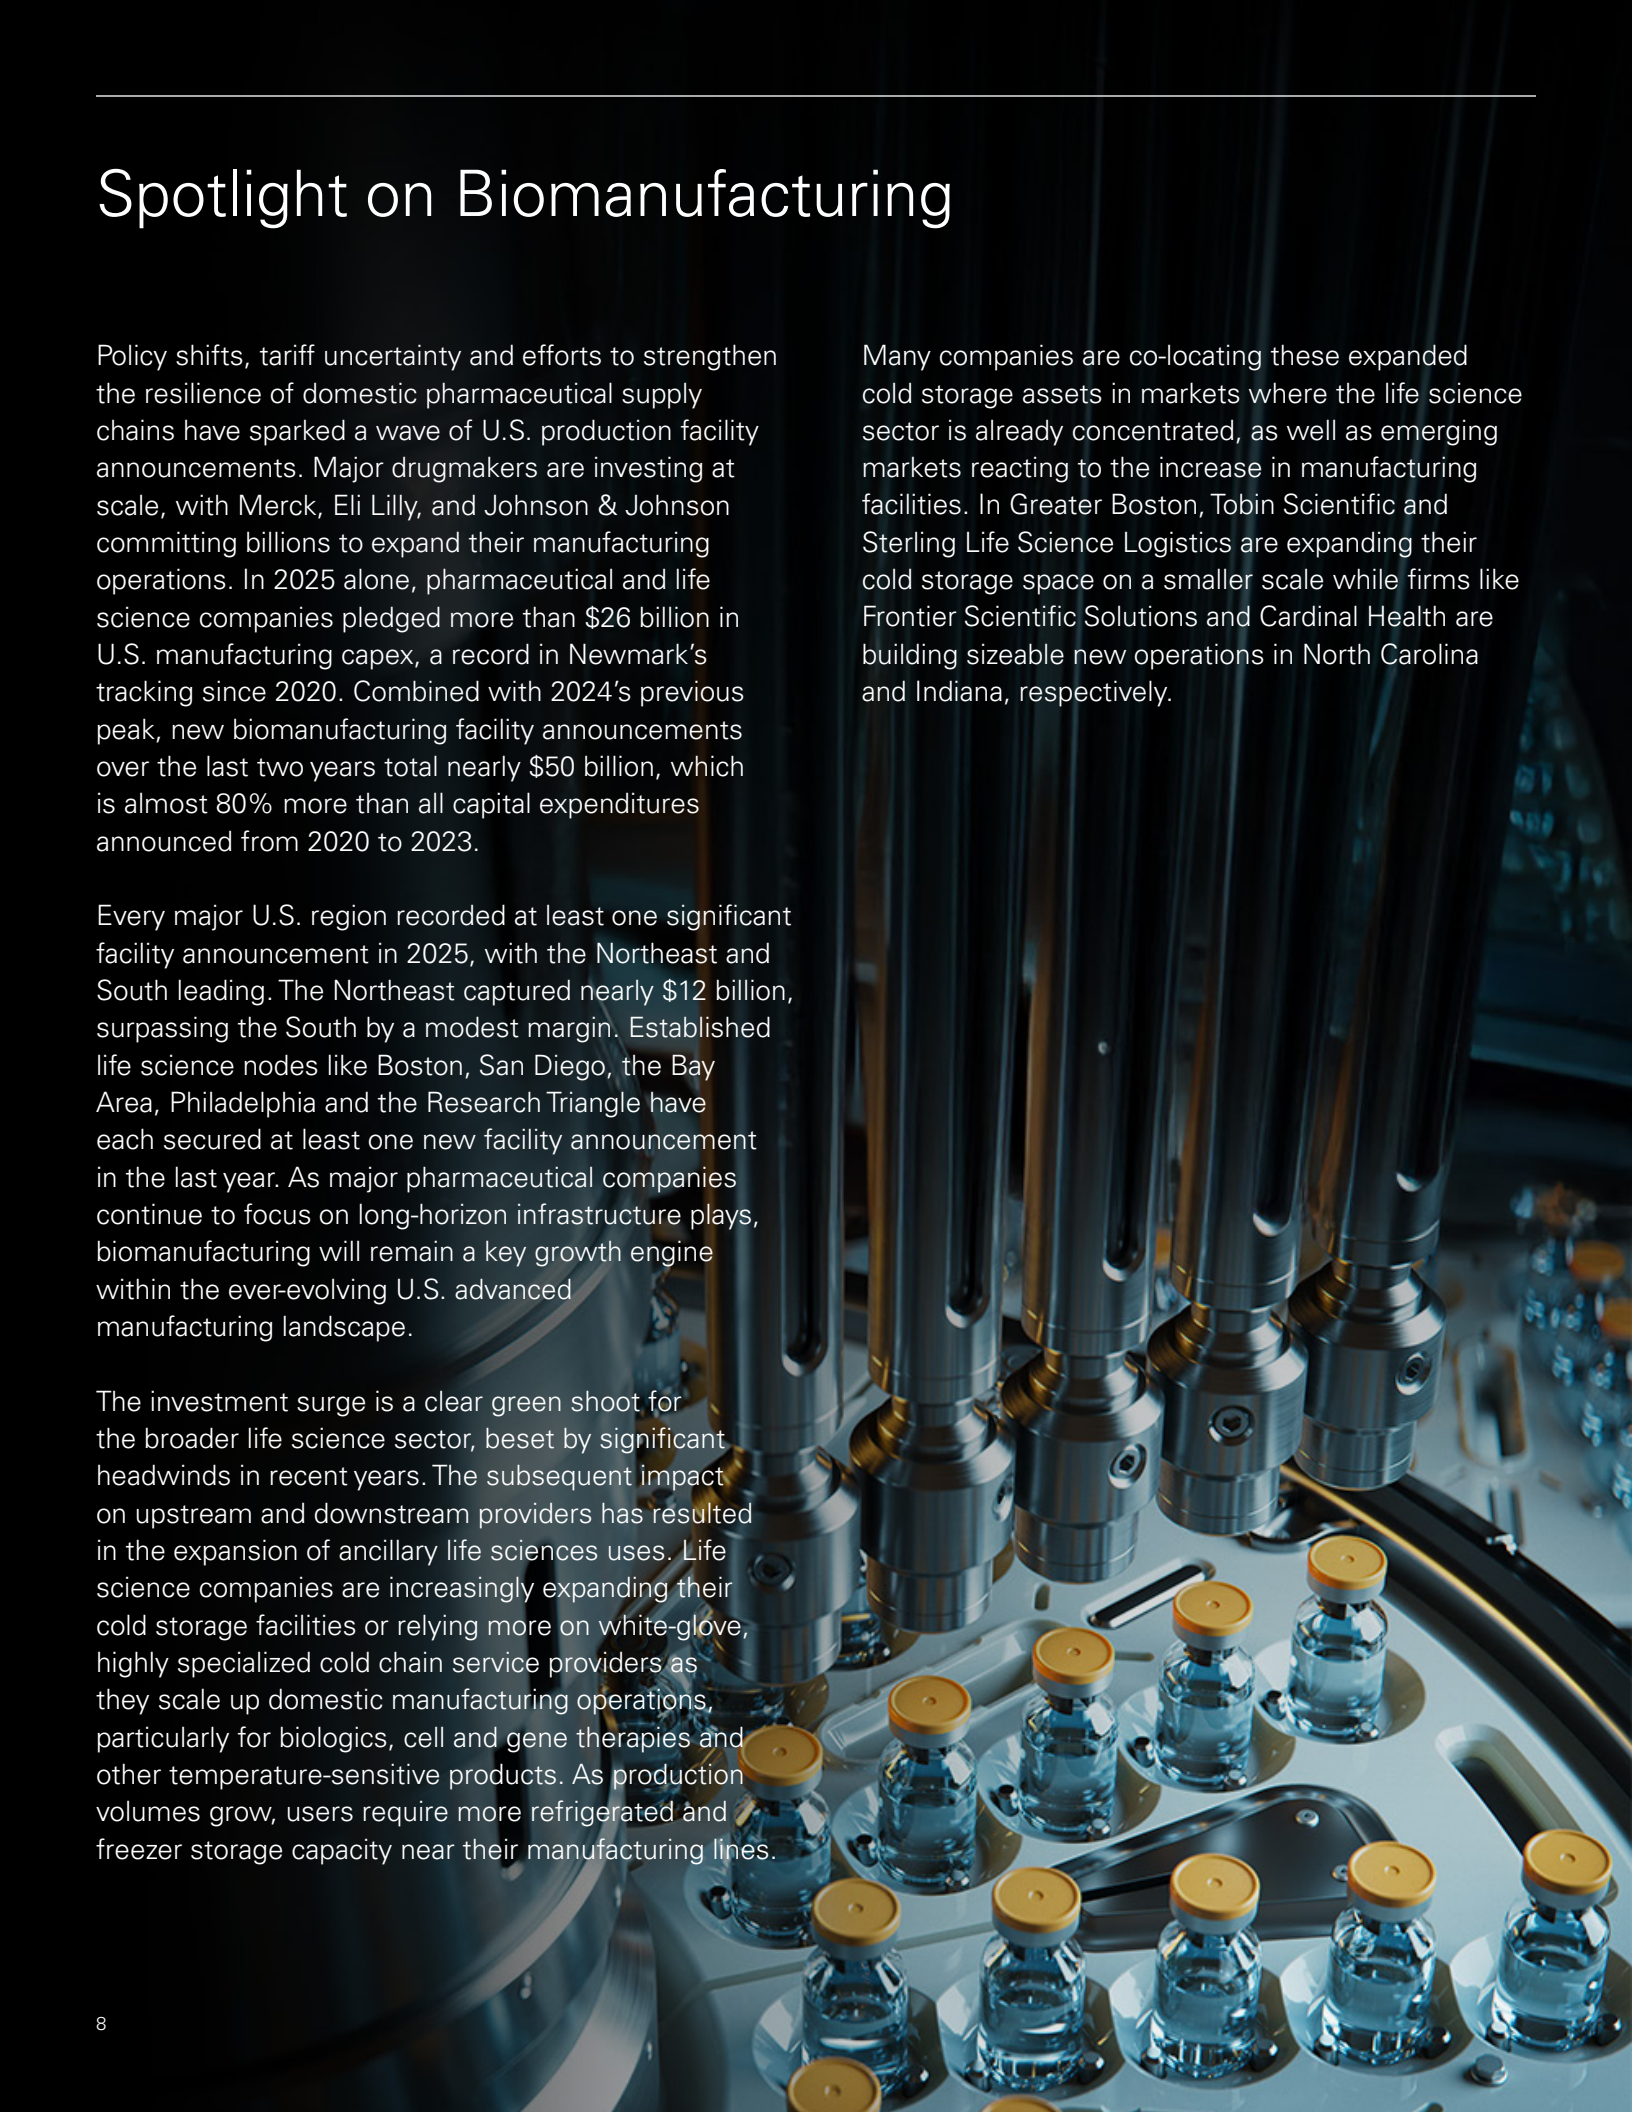 Spotlight on Biomanufacturing
Policy shifts, tariff uncertainty and efforts to strengthen
the resilience of domestic pharmaceutical supply
chains have sparked a wave of U.S. production facility
announcements. Major drugmakers are investing at
scale, with Merck, Eli Lilly, and Johnson & Johnson
committing billions to expand their manufacturing
operations. In 2025 alone, pharmaceutical and life
science companies pledged more than $26 billion in
U.S. manufacturing capex, a record in Newmark’s
tracking since 2020. Combined with 2024’s previous
peak, new biomanufacturing facility announcements
over the last two years total nearly $50 billion, which
is almost 80% more than all capital expenditures
announced from 2020 to 2023.
Every major U.S. region recorded at least one significant
facility announcement in 2025, with the Northeast and
South leading. The Northeast captured nearly $12 billion,
surpassing the South by a modest margin. Established
life science nodes like Boston, San Diego, the Bay
Area, Philadelphia and the Research Triangle have
each secured at least one new facility announcement
in the last year. As major pharmaceutical companies
continue to focus on long-horizon infrastructure plays,
biomanufacturing will remain a key growth engine
within the ever-evolving U.S. advanced
manufacturing landscape.
The investment surge is a clear green shoot for
the broader life science sector, beset by significant
headwinds in recent years. The subsequent impact
on upstream and downstream providers has resulted
in the expansion of ancillary life sciences uses. Life
science companies are increasingly expanding their
cold storage facilities or relying more on white-glove,
highly specialized cold chain service providers as
they scale up domestic manufacturing operations,
particularly for biologics, cell and gene therapies and
other temperature-sensitive products. As production
volumes grow, users require more refrigerated and
freezer storage capacity near their manufacturing lines.
Many companies are co-locating these expanded
cold storage assets in markets where the life science
sector is already concentrated, as well as emerging
markets reacting to the increase in manufacturing
facilities. In Greater Boston, Tobin Scientific and
Sterling Life Science Logistics are expanding their
cold storage space on a smaller scale while firms like
Frontier Scientific Solutions and Cardinal Health are
building sizeable new operations in North Carolina
and Indiana, respectively.
8